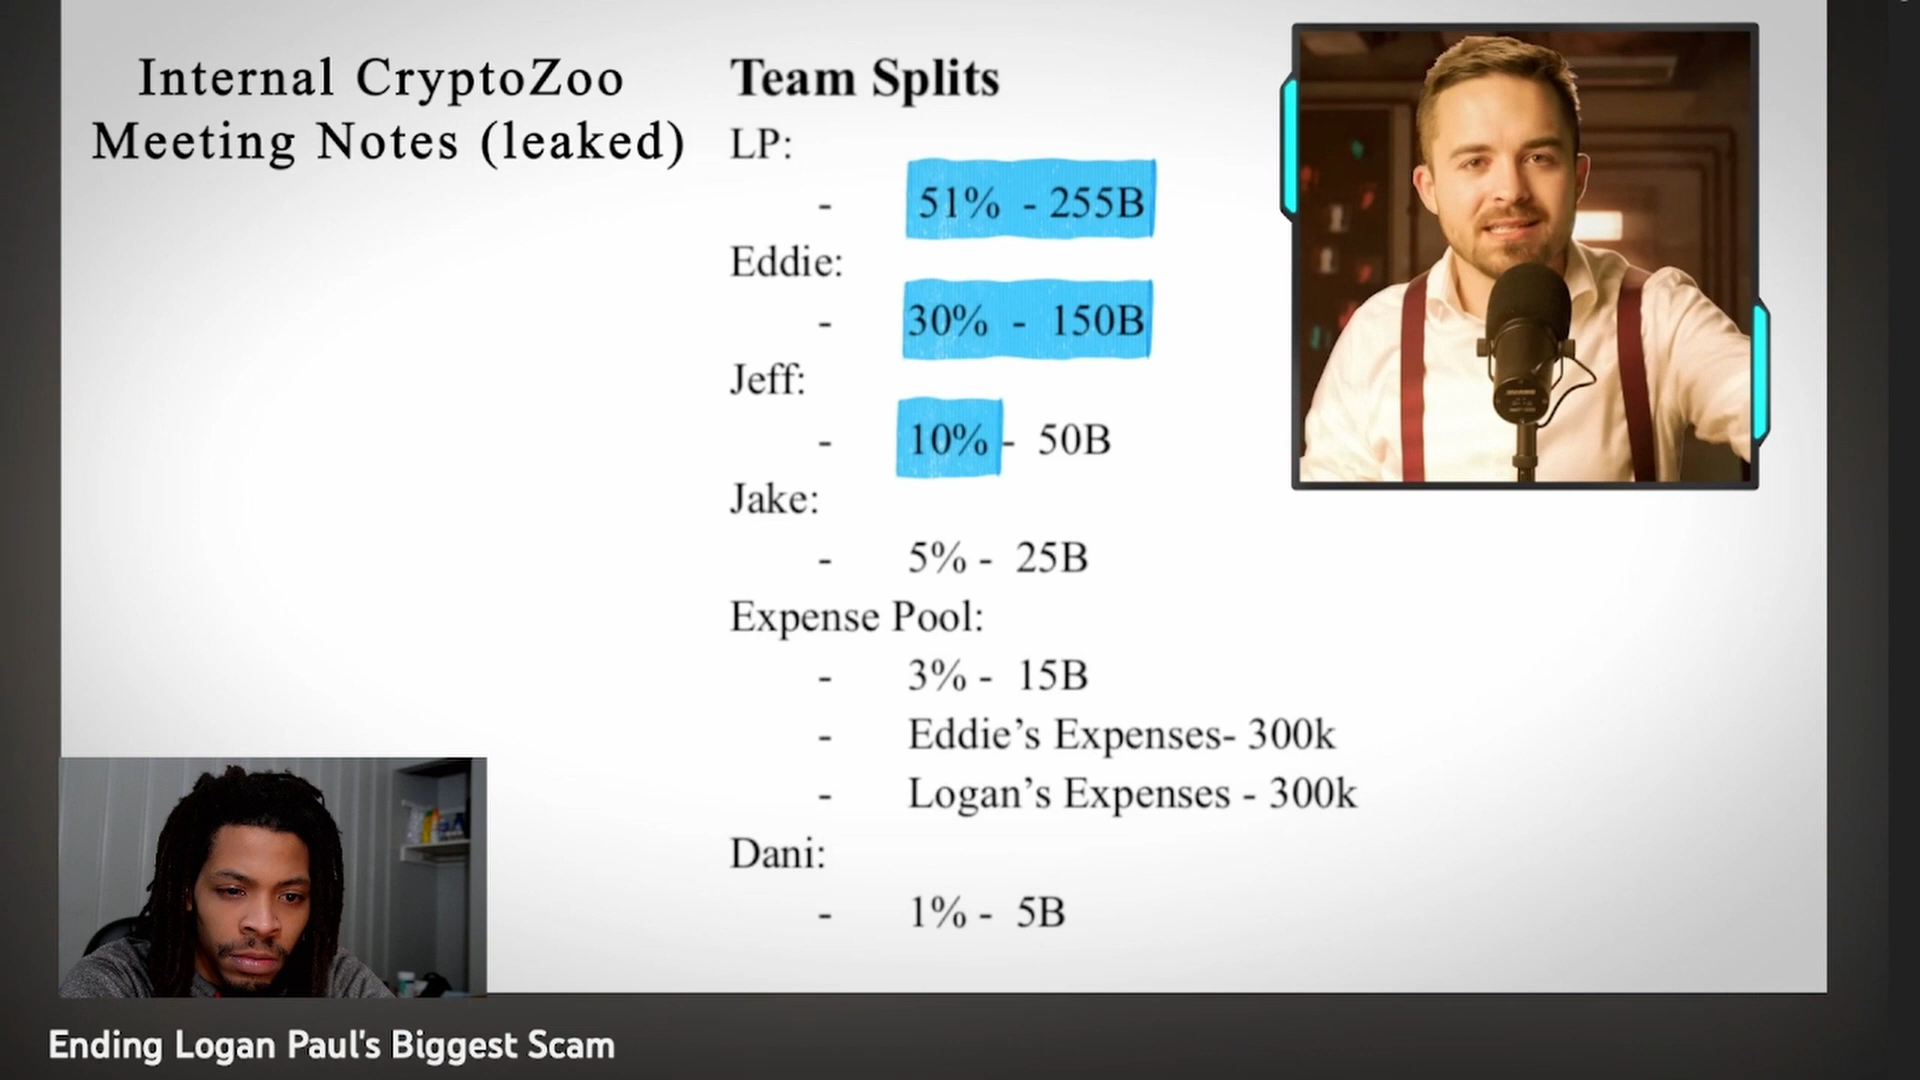 Internal CryptoZoo
Meeting Notes (leaked)
Team Splits
LP:
- 51% - 255B
Eddie:
- 30% - 150B
Jeff:
- 10% - 50B
Jake:
- 5% - 25B
Expense Pool:
- 3% - 15B
- Eddie’s Expenses- 300k
- Logan’s Expenses - 300k
Dani:
- 1% - 5B
Ending Logan Paul's Biggest Scam